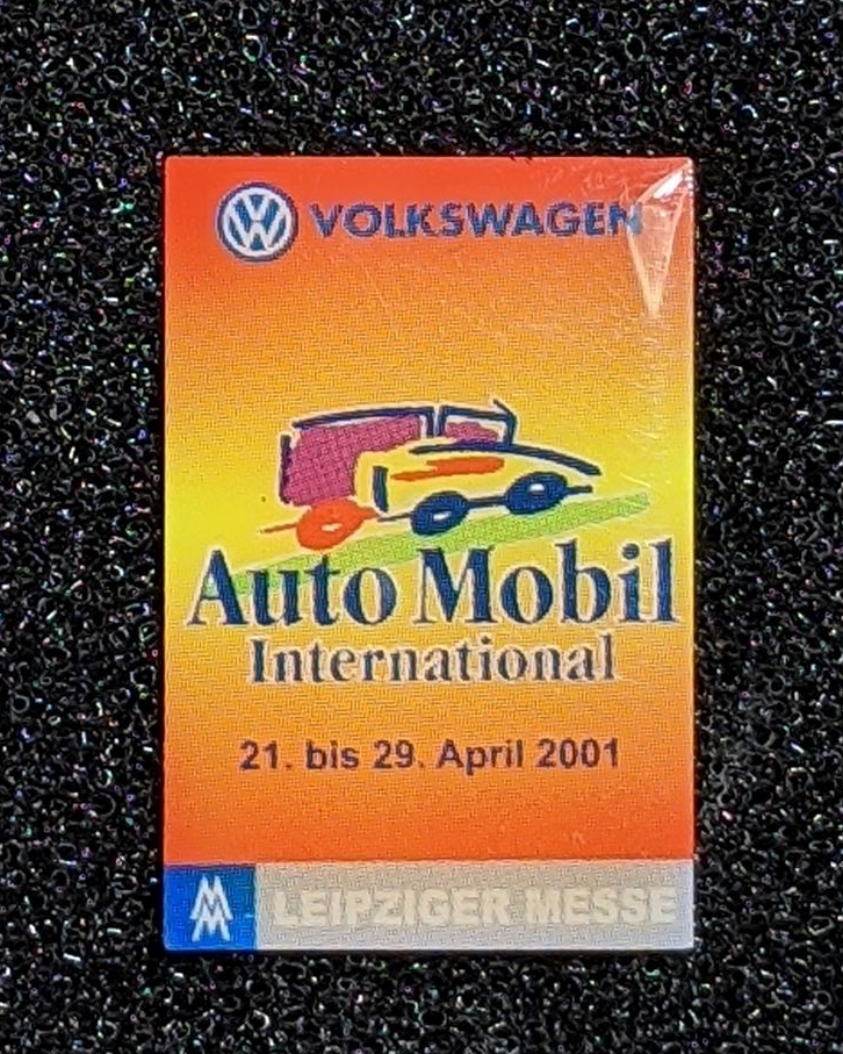 VOLKSWAGEN
Auto Mobil
International
21. bis 29. April 2001
LEIPZIGER MESSE